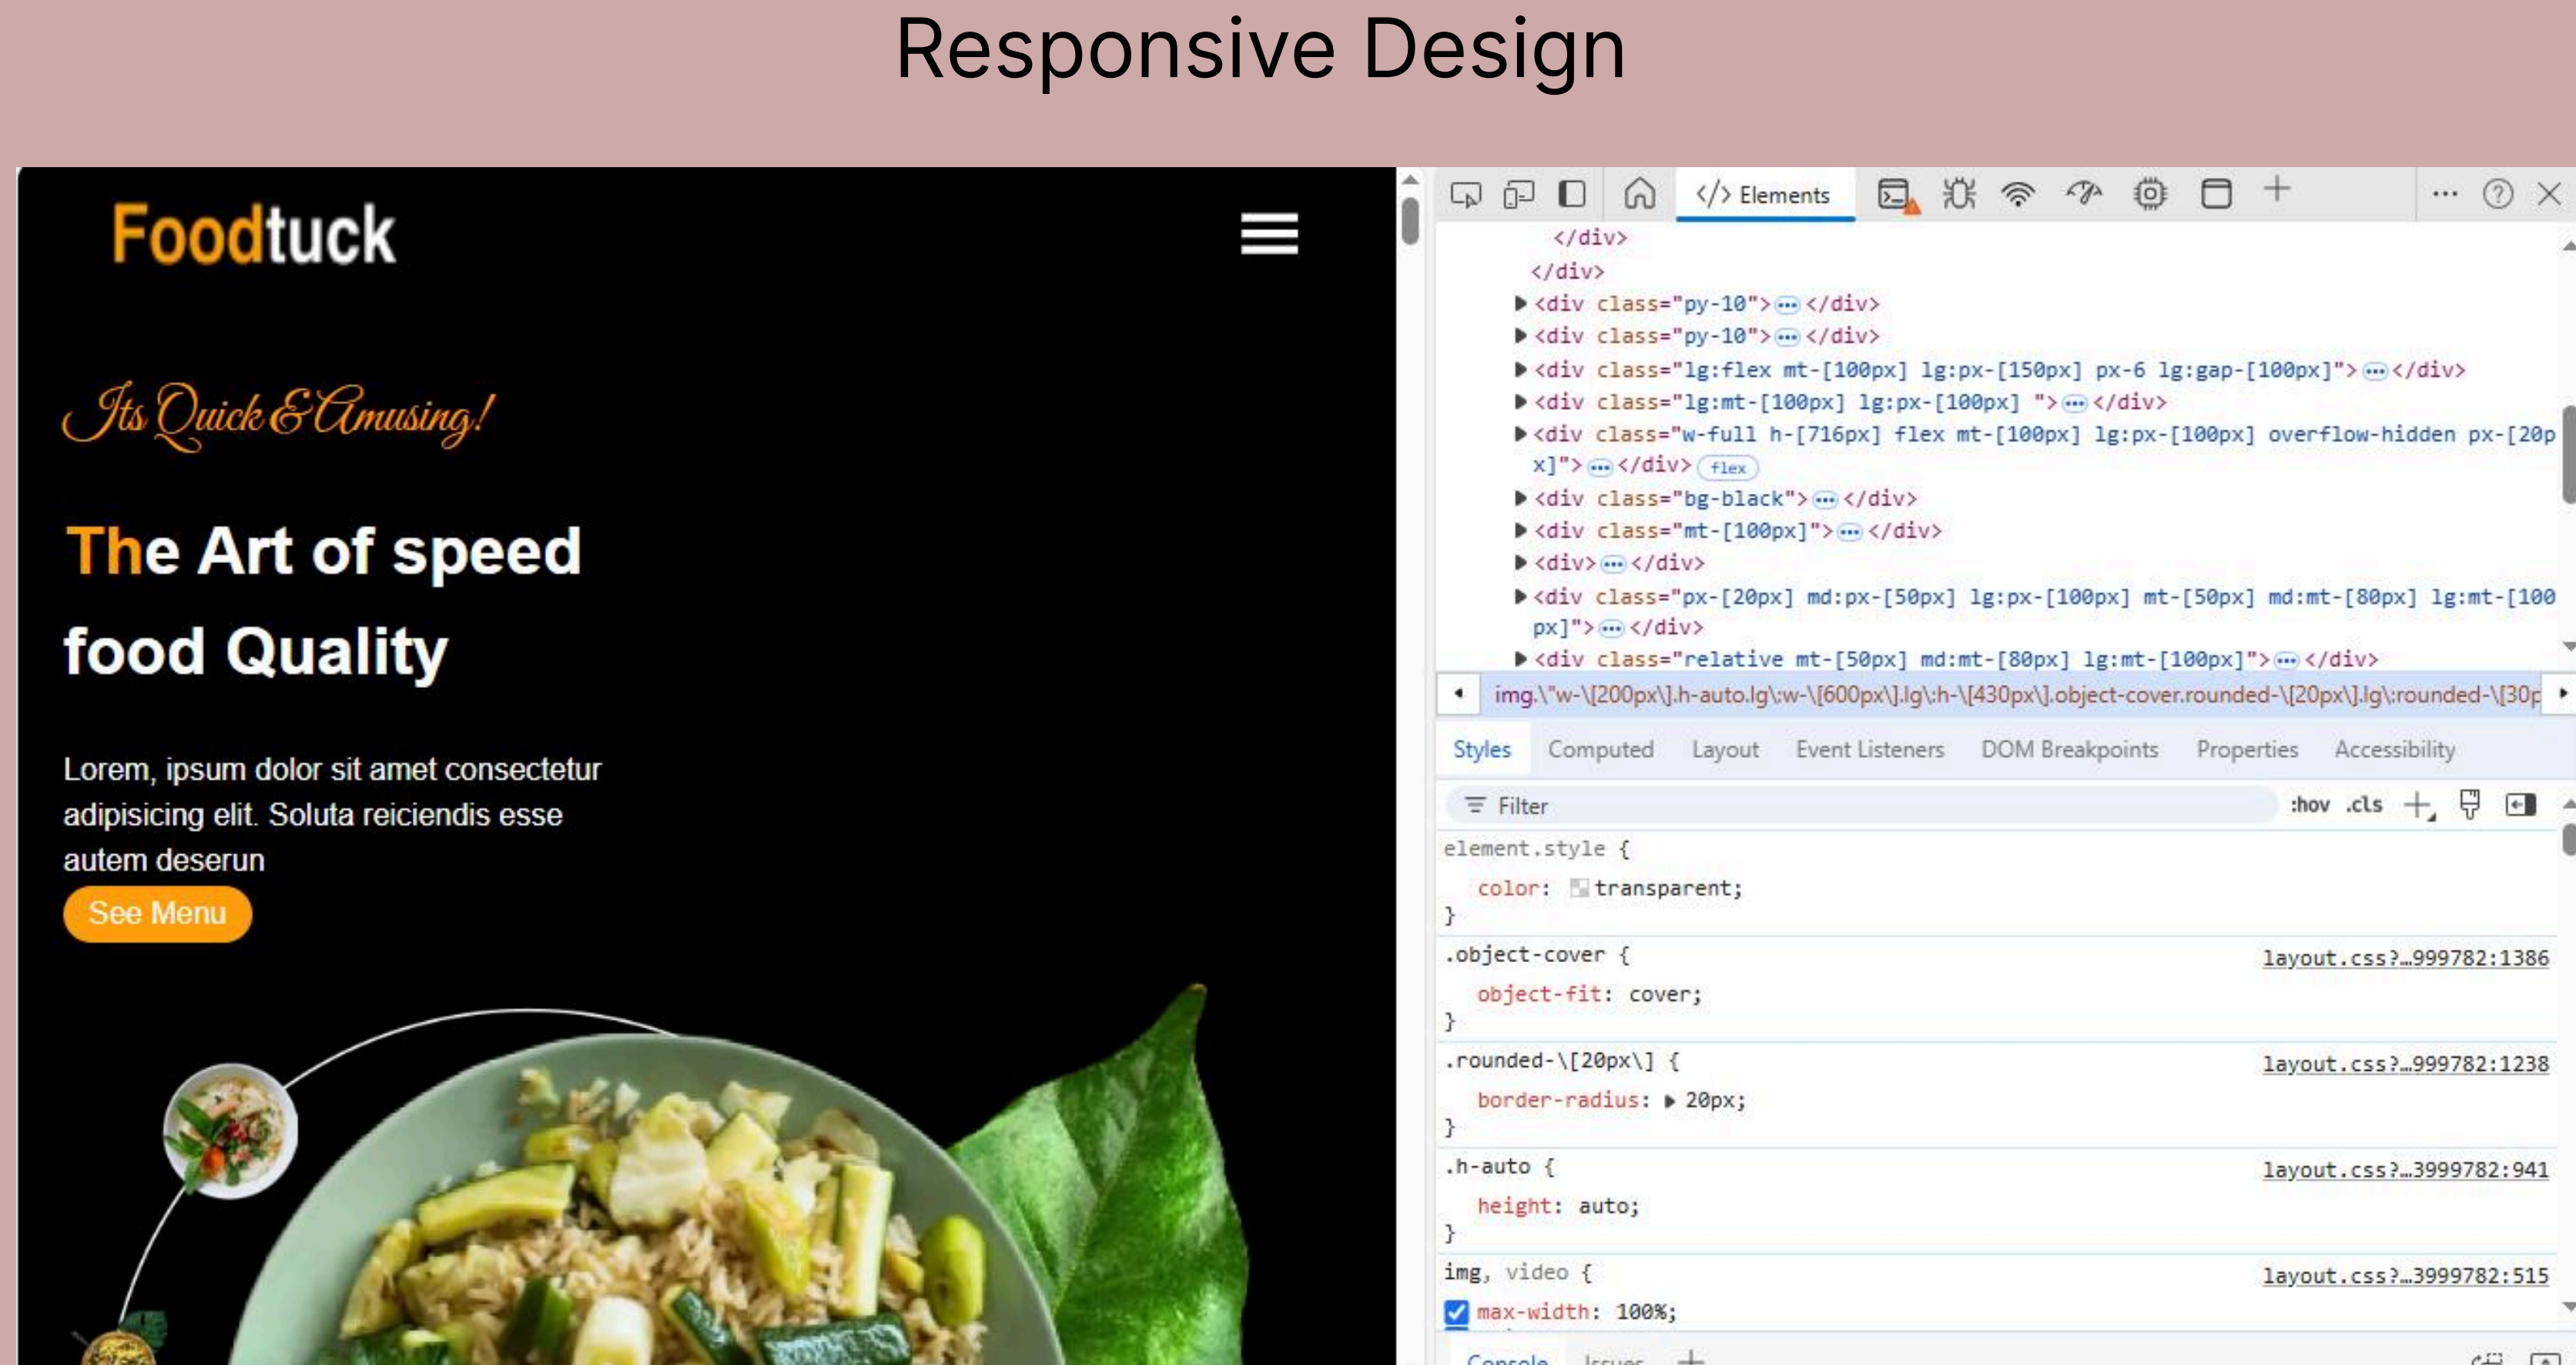 Responsive Design
Foodtuck
Its Quick & Amusing!
The Art of speed
food Quality
Lorem, ipsum dolor sit amet consectetur
adipisicing elit. Soluta reiciendis esse
autem deserun
See Menu
</> Elements
</div>
</div>
<div class="py-10">…</div>
<div class="py-10">…</div>
<div class="lg:flex mt-[100px] lg:px-[150px] px-6 lg:gap-[100px]">…</div>
<div class="lg:mt-[100px] lg:px-[100px] ">…</div>
<div class="w-full h-[716px] flex mt-[100px] lg:px-[100px] overflow-hidden px-[20p
x]">…</div> flex
<div class="bg-black">…</div>
<div class="mt-[100px]">…</div>
<div>…</div>
<div class="px-[20px] md:px-[50px] lg:px-[100px] mt-[50px] md:mt-[80px] lg:mt-[100
px]">…</div>
<div class="relative mt-[50px] md:mt-[80px] lg:mt-[100px]">…</div>
img.\"w-\[200px\].h-auto.lg\:w-\[600px\].lg\:h-\[430px\].object-cover.rounded-\[20px\].lg\:rounded-\[30p
Styles Computed Layout Event Listeners DOM Breakpoints Properties Accessibility
Filter :hov .cls
element.style {
color: transparent;
}
.object-cover { layout.css?…999782:1386
object-fit: cover;
}
.rounded-\[20px\] { layout.css?…999782:1238
border-radius: 20px;
}
.h-auto { layout.css?…3999782:941
height: auto;
}
img, video { layout.css?…3999782:515
max-width: 100%;
Console Issues